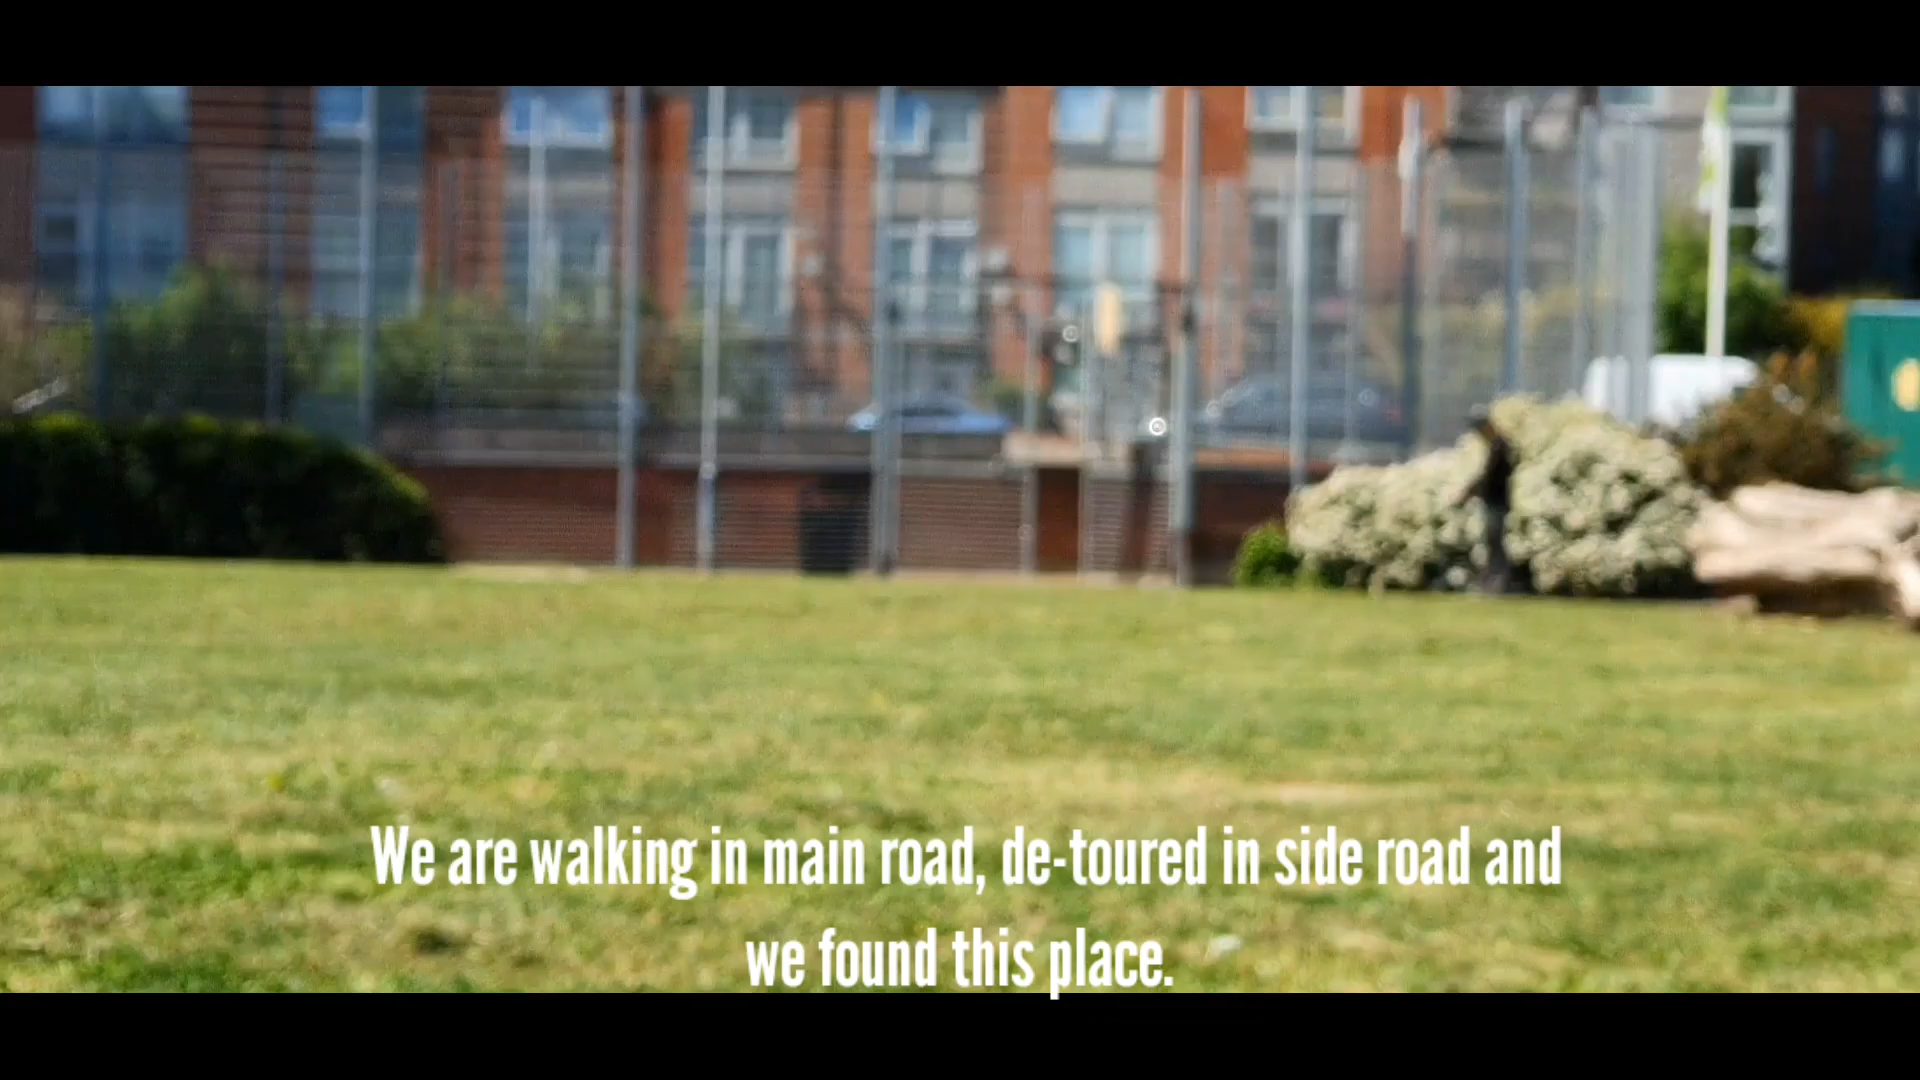 We are walking in main road, de-toured in side road and
we found this place.